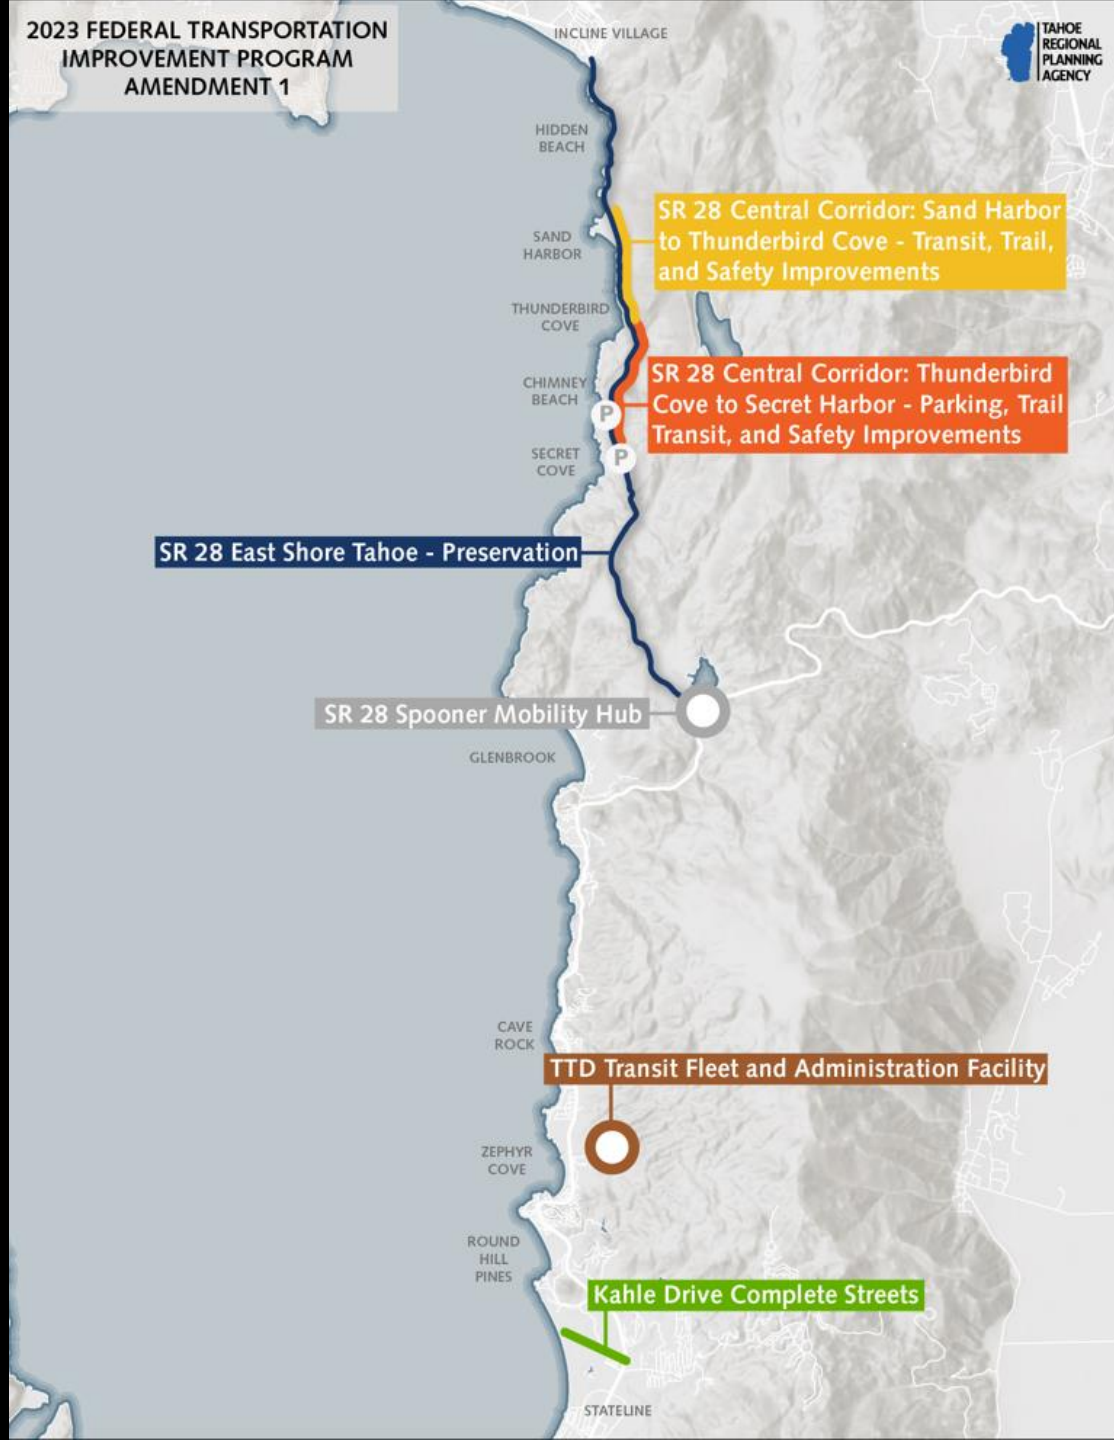 2023 FEDERAL TRANSPORTATION
IMPROVEMENT PROGRAM
AMENDMENT 1
INCLINE VILLAGE
TAHOE
REGIONAL
PLANNING
AGENCY
HIDDEN
BEACH
SR 28 Central Corridor: Sand Harbor
to Thunderbird Cove - Transit, Trail,
and Safety Improvements
SAND
HARBOR
THUNDERBIRD
COVE
SR 28 Central Corridor: Thunderbird
Cove to Secret Harbor - Parking, Trail
Transit, and Safety Improvements
CHIMNEY
BEACH
P
SECRET
COVE
P
SR 28 East Shore Tahoe - Preservation
SR 28 Spooner Mobility Hub
GLENBROOK
CAVE
ROCK
TTD Transit Fleet and Administration Facility
ZEPHYR
COVE
ROUND
HILL
PINES
Kahle Drive Complete Streets
STATELINE